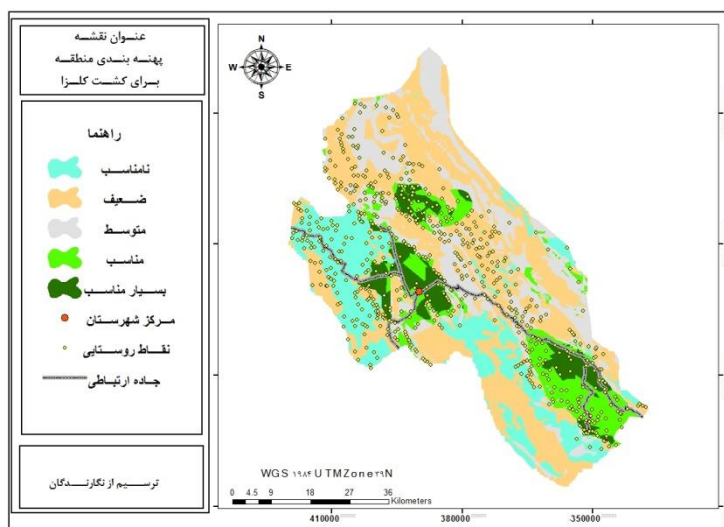 عنوان نقشه
پهنه بندی منطقه
برای کشت کلزا
راهنما
نامناسب
ضعیف
متوسط
مناسب
بسیار مناسب
مرکز شهرستان
نقاط روستایی
جاده ارتباطی
ترسیم از نگارندگان
N
W E
S
WGS ۱۹۸۴ UTMZone ۳۹N
0 4.5 9 18 27 36
Kilometers
410000 380000 350000